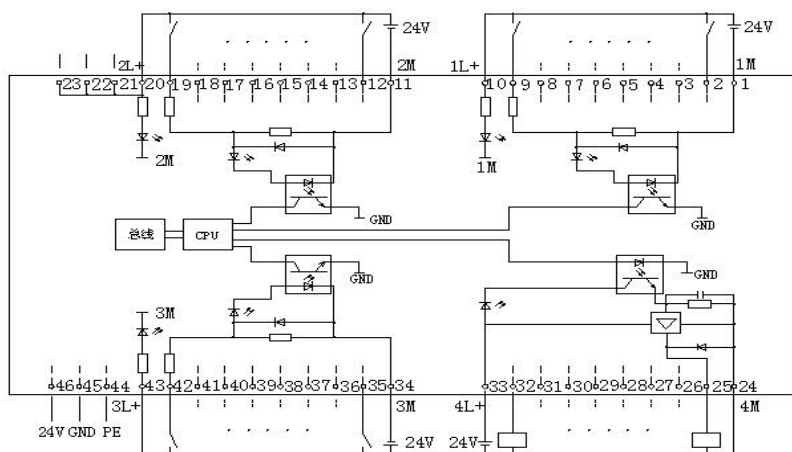 24V 24V
2L+ 2M 1L+ 1M
23 22 21 20 19 18 17 16 15 14 13 12 11 10 9 8 7 6 5 4 3 2 1
2M 1M
GND GND
总线 CPU
GND GND
3M
46 45 44 43 42 41 40 39 38 37 36 35 34 33 32 31 30 29 28 27 26 25 24
3L+ 3M 4L+ 4M
24V GND PE 24V 24V